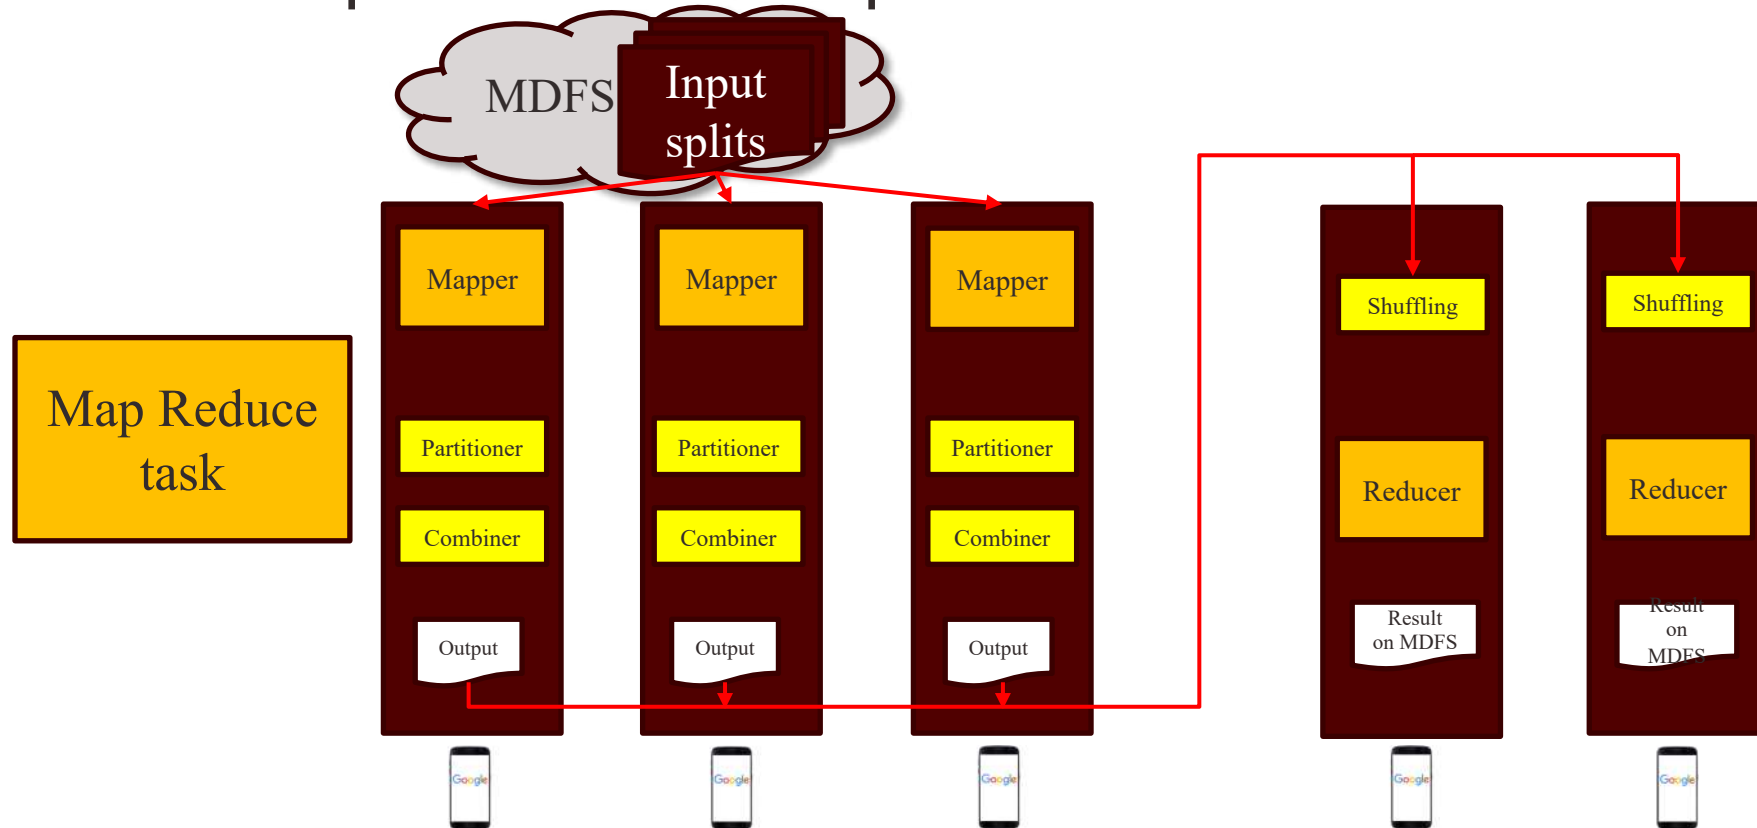 MDFS
Input
splits
Mapper
Mapper
Mapper
Shuffling
Shuffling
Map Reduce
task
Partitioner
Partitioner
Partitioner
Reducer
Reducer
Combiner
Combiner
Combiner
Output
Output
Output
Result
on MDFS
Result
on
MDFS
Google
Google
Google
Google
Google